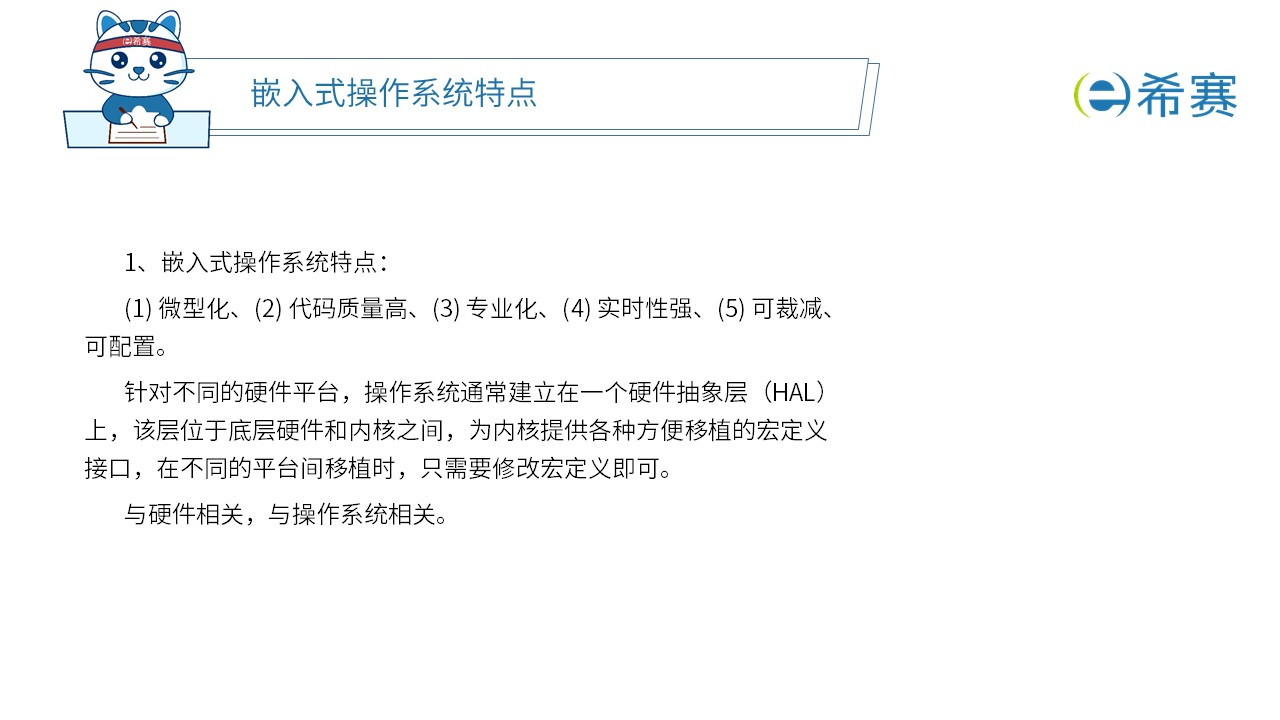 希赛
嵌入式操作系统特点
希赛
1、嵌入式操作系统特点：
(1) 微型化、(2) 代码质量高、(3) 专业化、(4) 实时性强、(5) 可裁减、
可配置。
针对不同的硬件平台，操作系统通常建立在一个硬件抽象层（HAL）
上，该层位于底层硬件和内核之间，为内核提供各种方便移植的宏定义
接口，在不同的平台间移植时，只需要修改宏定义即可。
与硬件相关，与操作系统相关。